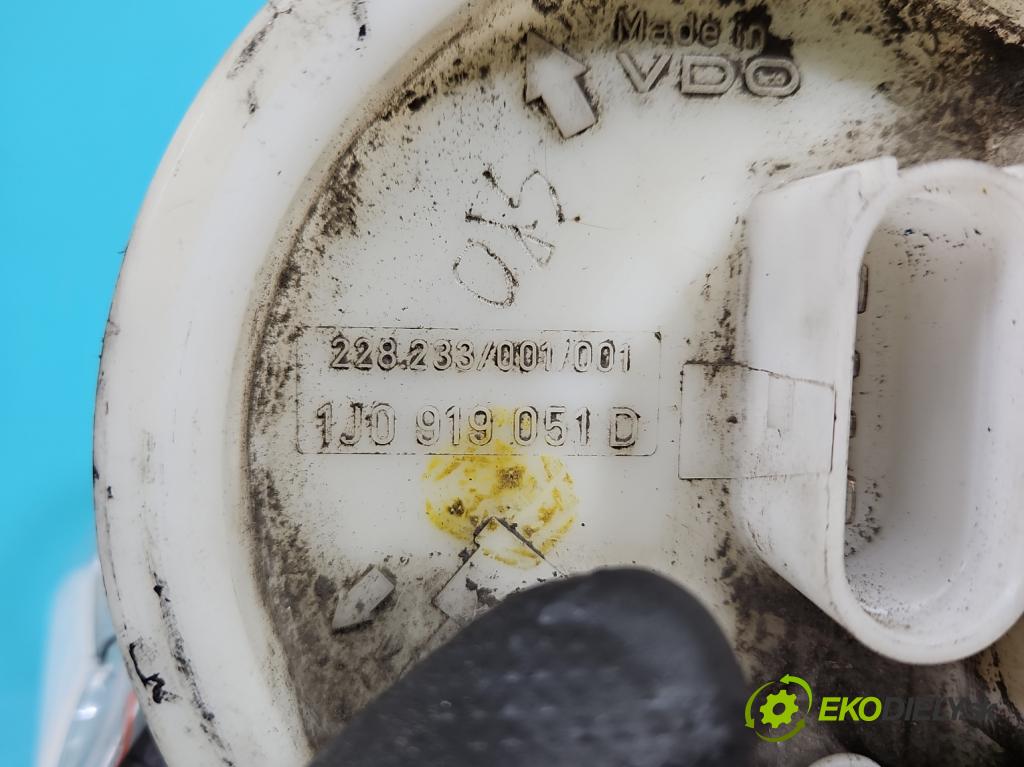 Made in
VDO
228.233/001/001
1J0 919 051 D
EKODIELY.SK